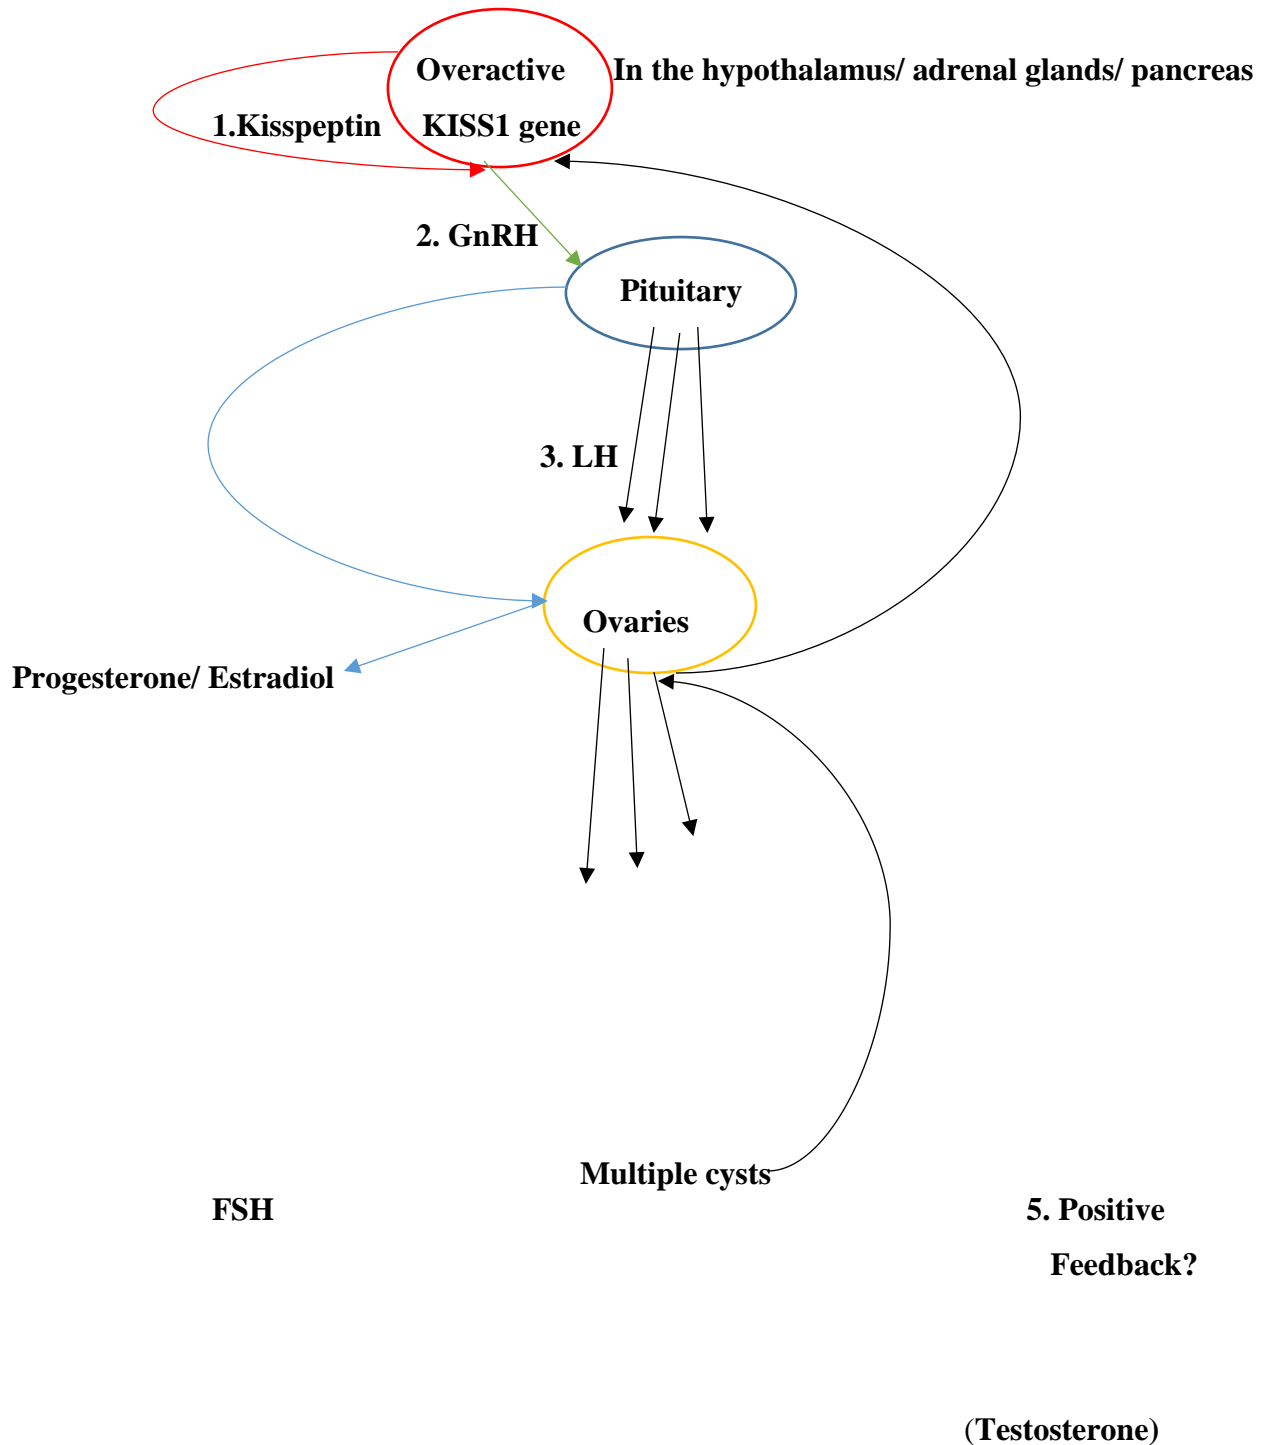 Overactive
In the hypothalamus/ adrenal glands/ pancreas
1.Kisspeptin
KISS1 gene
2. GnRH
Pituitary
3. LH
Ovaries
Progesterone/ Estradiol
Multiple cysts
FSH
5. Positive
Feedback?
(Testosterone)